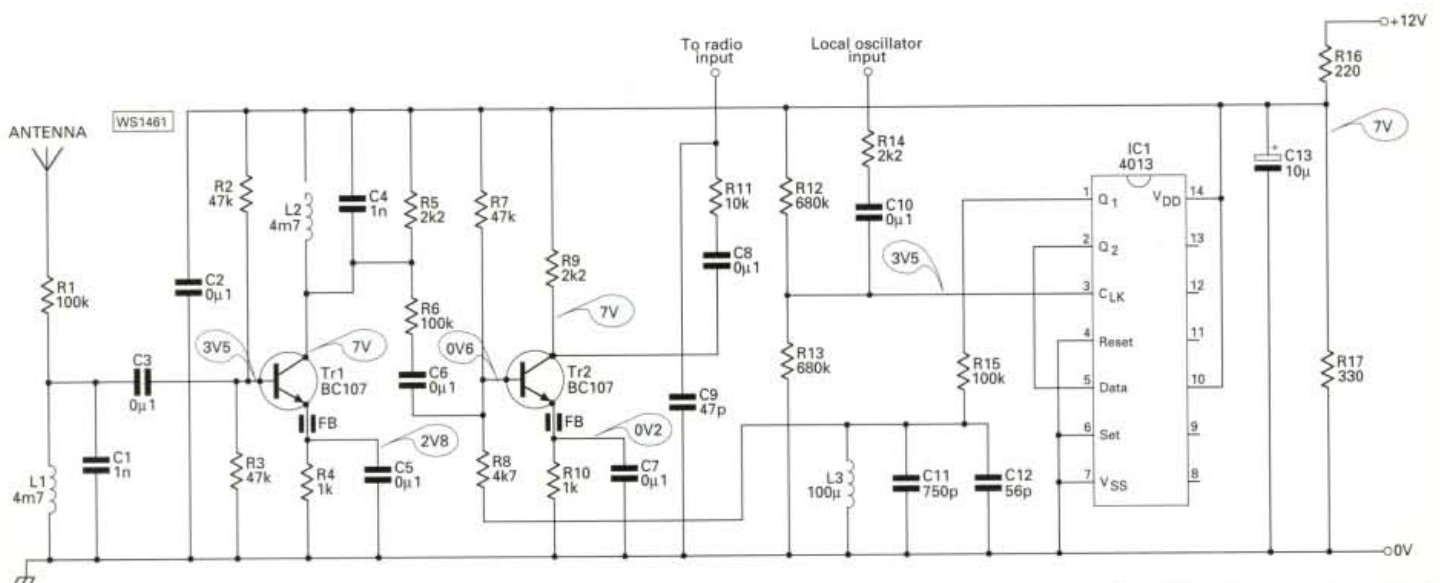 +12V
To radio
input
Local oscillator
input
R16
220
WS1461
ANTENNA
7V
R14
2k2
IC1
4013
C13
+
10µ
R2
47k
L2
4m7
C4
1n
R5
2k2
R7
47k
R11
10k
R12
680k
C10
0µ1
1
Q1
VDD
14
2
Q2
13
3V5
3
CLK
12
R1
100k
C2
0µ1
R9
2k2
C8
0µ1
R6
100k
7V
4
Reset
11
3V5
7V
0V6
Tr1
BC107
Tr2
BC107
R13
680k
R15
100k
5
Data
10
R17
330
C3
0µ1
C6
0µ1
C9
47p
FB
FB
2V8
0V2
6
Set
9
L1
4m7
C1
1n
R3
47k
R4
1k
C5
0µ1
R8
4k7
R10
1k
C7
0µ1
L3
100µ
C11
750p
C12
56p
7
VSS
8
0V